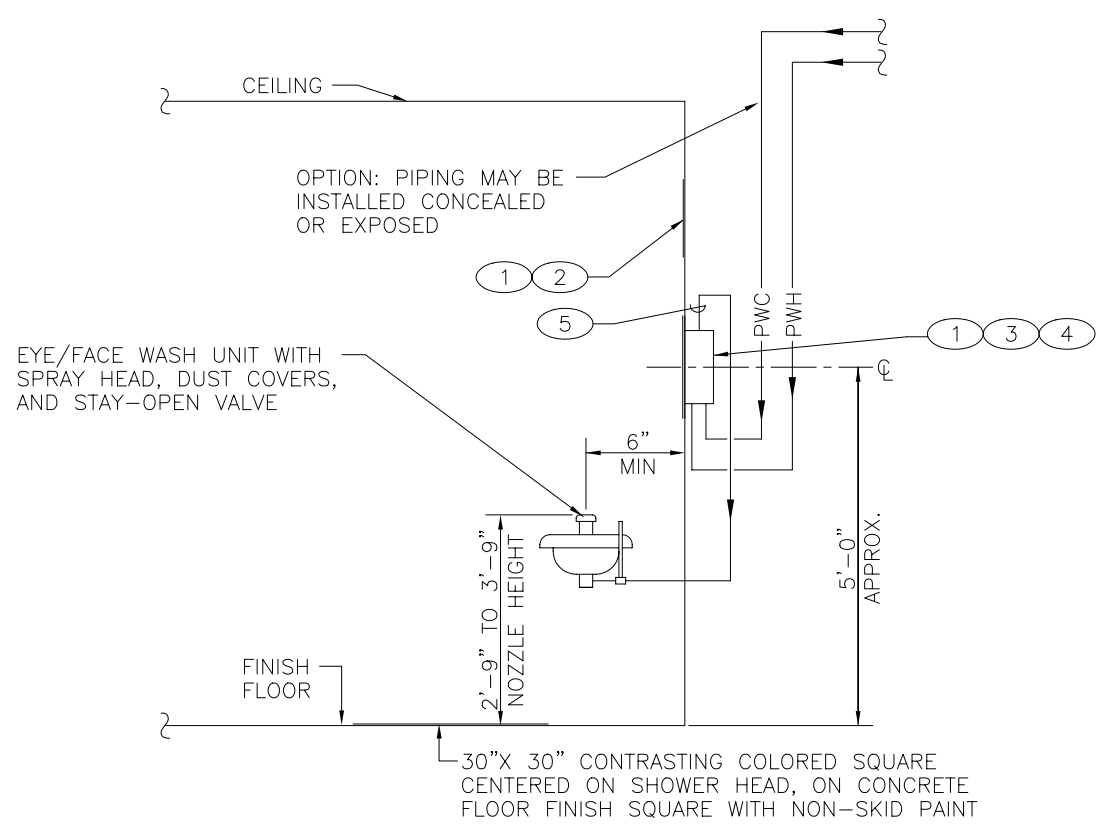 CEILING
OPTION: PIPING MAY BE
INSTALLED CONCEALED
OR EXPOSED
1 2
5
PWC
PWH
1 3 4
EYE/FACE WASH UNIT WITH
SPRAY HEAD, DUST COVERS,
AND STAY-OPEN VALVE
℄
6"
MIN
2'-9" TO 3'-9"
NOZZLE HEIGHT
5'-0"
APPROX.
FINISH
FLOOR
30"X 30" CONTRASTING COLORED SQUARE
CENTERED ON SHOWER HEAD, ON CONCRETE
FLOOR FINISH SQUARE WITH NON-SKID PAINT